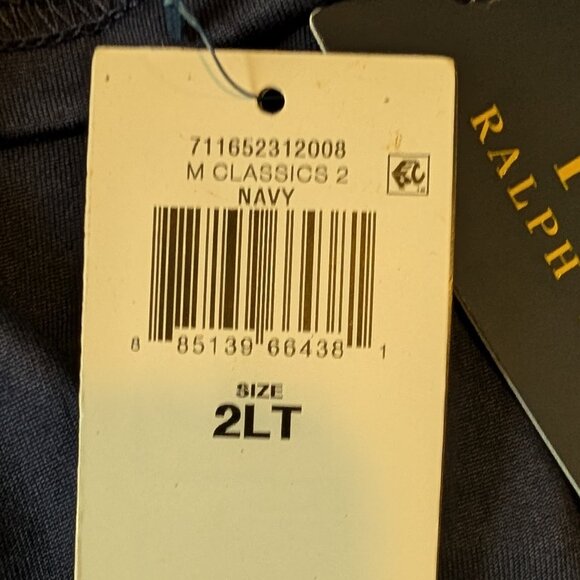 711652312008
M CLASSICS 2
NAVY
8 85139 66438 1
SIZE
2LT
RALPH